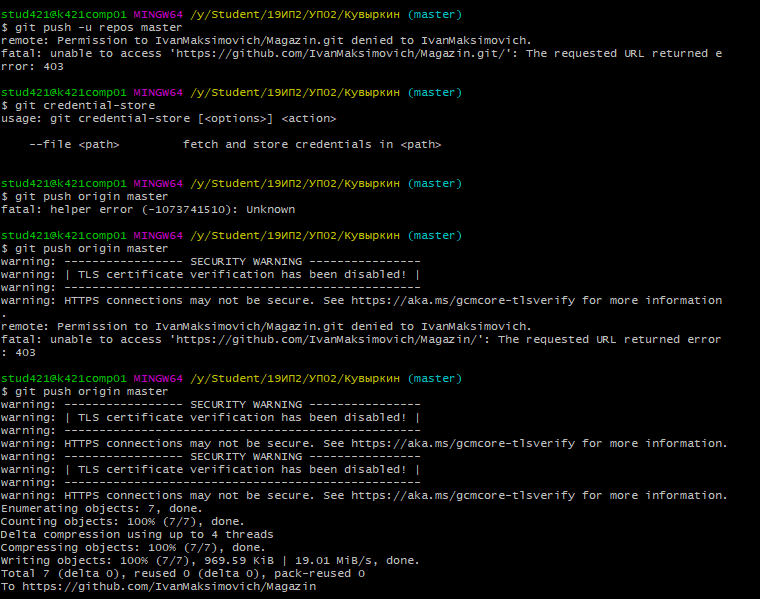 stud421@k421comp01 MINGW64 /y/Student/19ИП2/УП02/Кувыркин (master)
$ git push -u repos master
remote: Permission to IvanMaksimovich/Magazin.git denied to IvanMaksimovich.
fatal: unable to access 'https://github.com/IvanMaksimovich/Magazin.git/': The requested URL returned e
rror: 403
stud421@k421comp01 MINGW64 /y/Student/19ИП2/УП02/Кувыркин (master)
$ git credential-store
usage: git credential-store [<options>] <action>
--file <path>         fetch and store credentials in <path>
stud421@k421comp01 MINGW64 /y/Student/19ИП2/УП02/Кувыркин (master)
$ git push origin master
fatal: helper error (-1073741510): Unknown
stud421@k421comp01 MINGW64 /y/Student/19ИП2/УП02/Кувыркин (master)
$ git push origin master
warning: ---------------- SECURITY WARNING ---------------
warning: | TLS certificate verification has been disabled! |
warning: ------------------------------------------------
warning: HTTPS connections may not be secure. See https://aka.ms/gcmcore-tlsverify for more information
.
remote: Permission to IvanMaksimovich/Magazin.git denied to IvanMaksimovich.
fatal: unable to access 'https://github.com/IvanMaksimovich/Magazin/': The requested URL returned error
: 403
stud421@k421comp01 MINGW64 /y/Student/19ИП2/УП02/Кувыркин (master)
$ git push origin master
warning: ---------------- SECURITY WARNING ---------------
warning: | TLS certificate verification has been disabled! |
warning: ------------------------------------------------
warning: HTTPS connections may not be secure. See https://aka.ms/gcmcore-tlsverify for more information.
warning: ---------------- SECURITY WARNING ---------------
warning: | TLS certificate verification has been disabled! |
warning: ------------------------------------------------
warning: HTTPS connections may not be secure. See https://aka.ms/gcmcore-tlsverify for more information.
Enumerating objects: 7, done.
Counting objects: 100% (7/7), done.
Delta compression using up to 4 threads
Compressing objects: 100% (7/7), done.
Writing objects: 100% (7/7), 969.59 KiB | 19.01 MiB/s, done.
Total 7 (delta 0), reused 0 (delta 0), pack-reused 0
To https://github.com/IvanMaksimovich/Magazin